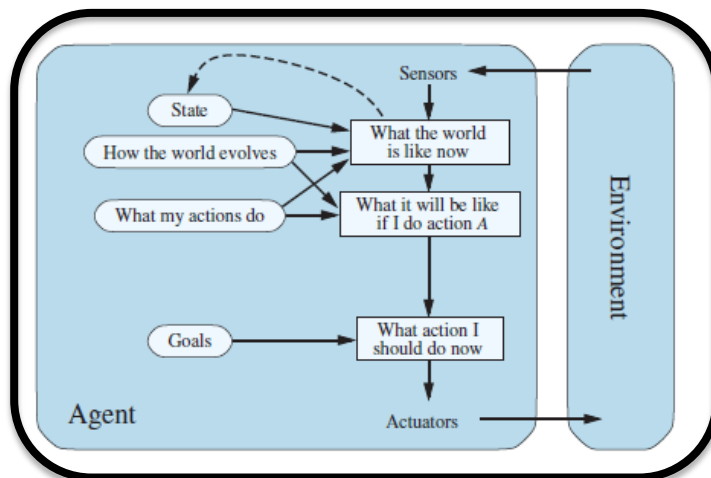 Sensors
State
What the world
is like now
How the world evolves
What it will be like
if I do action A
What my actions do
Goals
What action I
should do now
Agent
Actuators
Environment